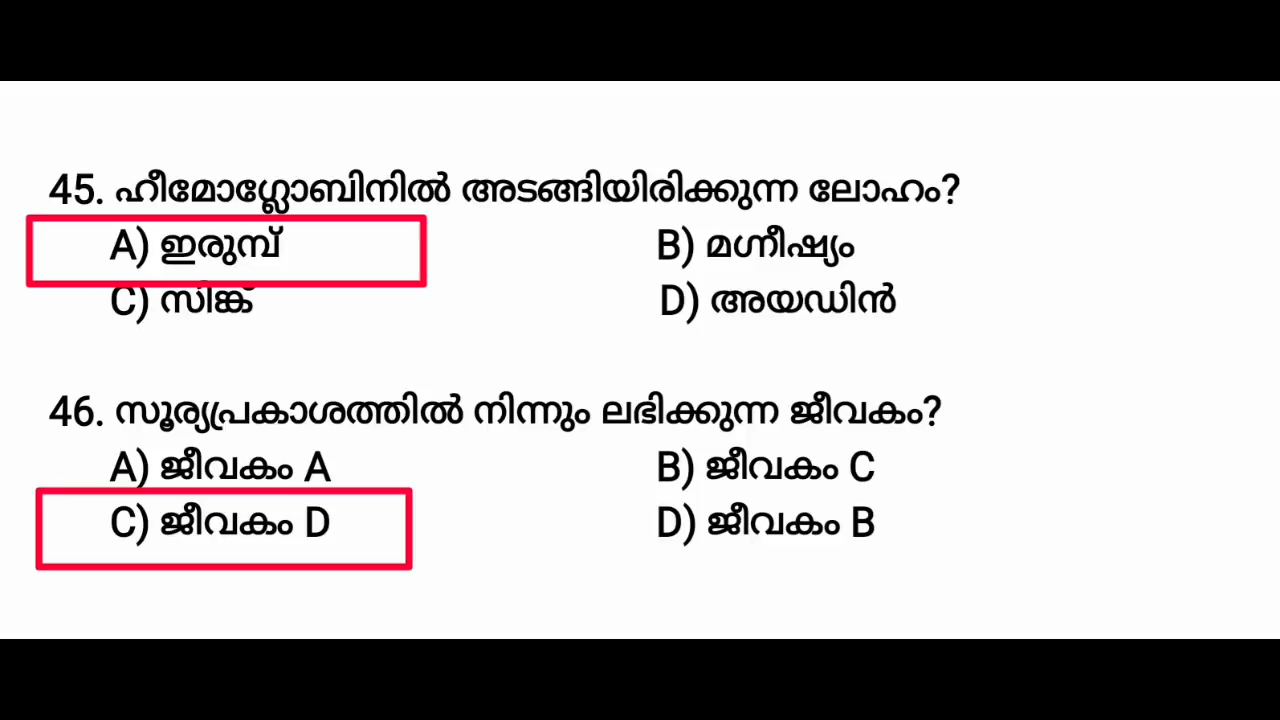 45. ഹീമോഗ്ലോബിനിൽ അടങ്ങിയിരിക്കുന്ന ലോഹം?
A) ഇരുമ്പ് B) മഗ്നീഷ്യം
C) സിങ്ക് D) അയഡിൻ
46. സൂര്യപ്രകാശത്തിൽ നിന്നും ലഭിക്കുന്ന ജീവകം?
A) ജീവകം A B) ജീവകം C
C) ജീവകം D D) ജീവകം B